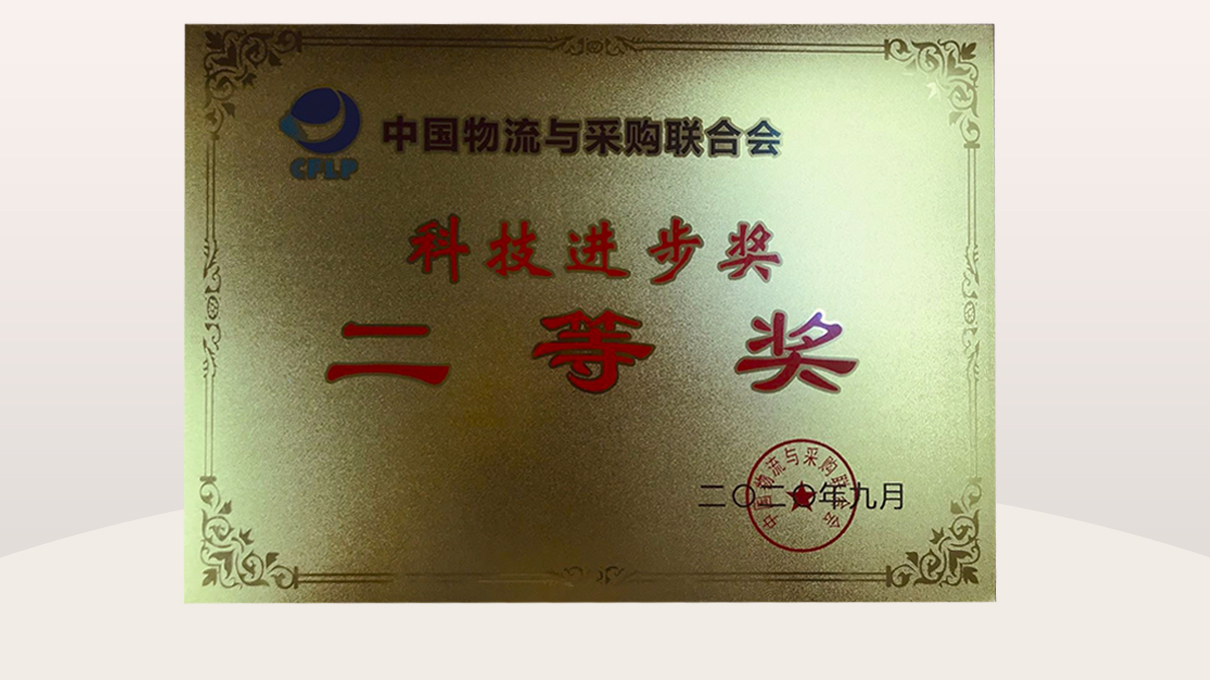 CFLP
中国物流与采购联合会
科技进步奖
二等奖
二〇二〇年九月
中国物流与采购联合会